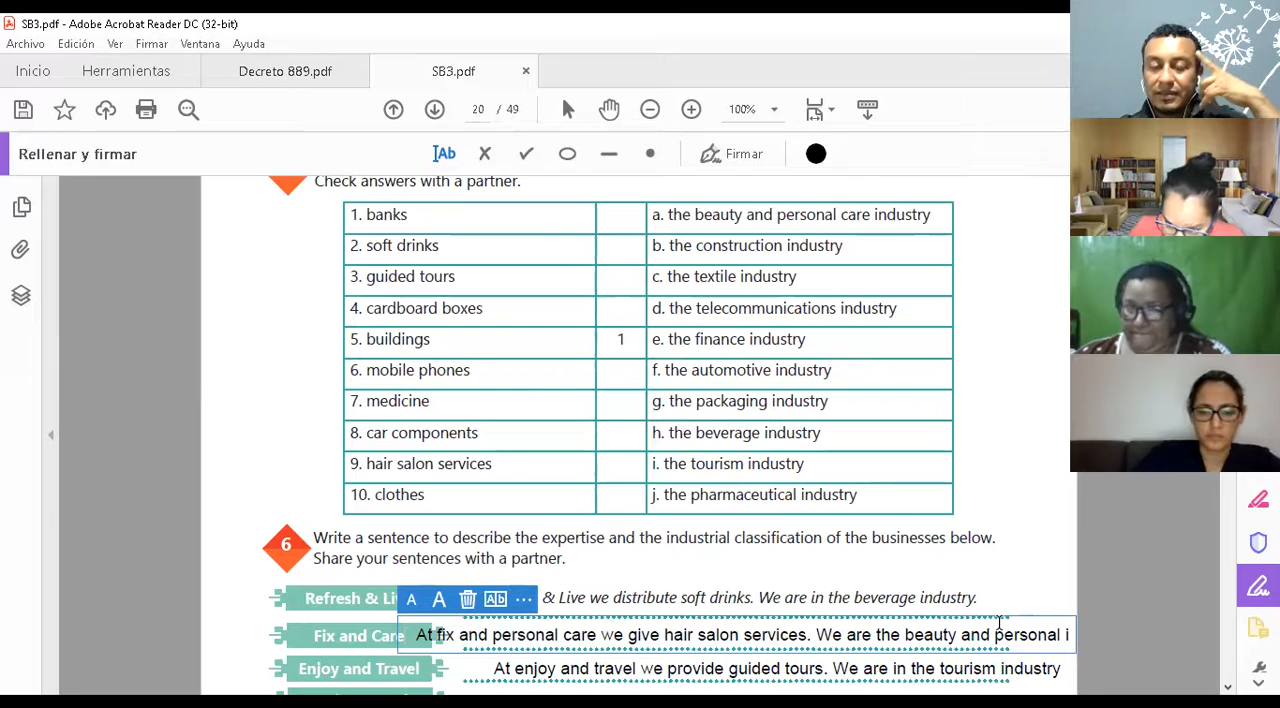 SB3.pdf - Adobe Acrobat Reader DC (32-bit)
Archivo Edición Ver Firmar Ventana Ayuda
Inicio Herramientas Decreto 889.pdf SB3.pdf ×
20 / 49 100%
Rellenar y firmar Ab Firmar
Check answers with a partner.
1. banks a. the beauty and personal care industry
2. soft drinks b. the construction industry
3. guided tours c. the textile industry
4. cardboard boxes d. the telecommunications industry
5. buildings 1 e. the finance industry
6. mobile phones f. the automotive industry
7. medicine g. the packaging industry
8. car components h. the beverage industry
9. hair salon services i. the tourism industry
10. clothes j. the pharmaceutical industry
6 Write a sentence to describe the expertise and the industrial classification of the businesses below.
Share your sentences with a partner.
Refresh & Li A A Ab & Live we distribute soft drinks. We are in the beverage industry.
Fix and Care At fix and personal care we give hair salon services. We are the beauty and personal i
Enjoy and Travel At enjoy and travel we provide guided tours. We are in the tourism industry